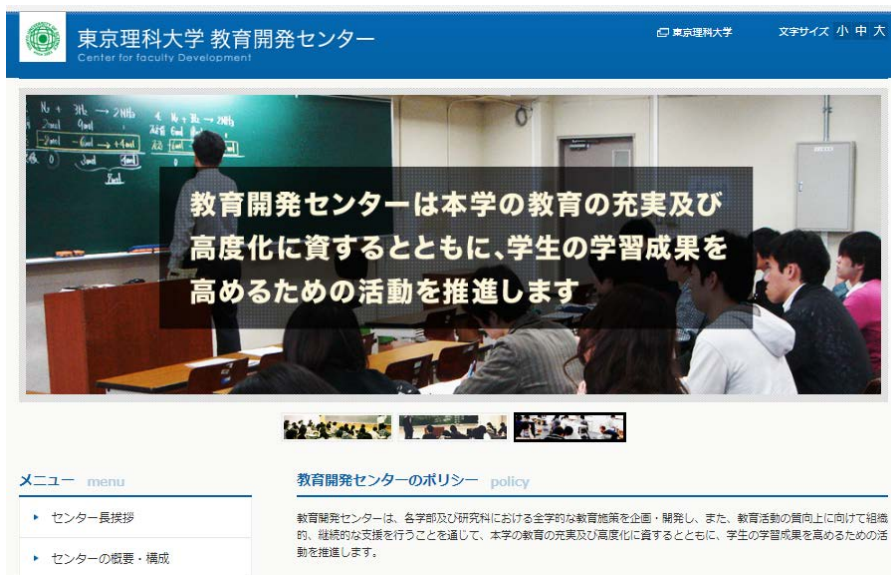 東京理科大学 教育開発センター
Center for faculty Development
東京理科大学
文字サイズ 小 中 大
N₂ + 3H₂ → 2NH₃
4 N₂ + 3H₂ → 2NH₃
教育開発センターは本学の教育の充実及び
高度化に資するとともに、学生の学習成果を
高めるための活動を推進します
メニュー menu
センター長挨拶
センターの概要・構成
教育開発センターのポリシー policy
教育開発センターは、各学部及び研究科における全学的な教育施策を企画・開発し、また、教育活動の質向上に向けて組織
的、継続的な支援を行うことを通じて、本学の教育の充実及び高度化に資するとともに、学生の学習成果を高めるための活
動を推進します。